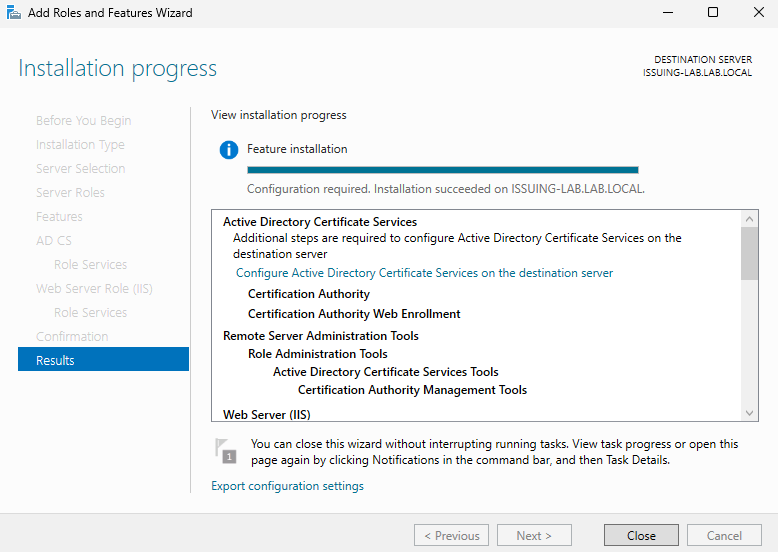 Add Roles and Features Wizard
Installation progress
DESTINATION SERVER
ISSUING-LAB.LAB.LOCAL
Before You Begin
Installation Type
Server Selection
Server Roles
Features
AD CS
Role Services
Web Server Role (IIS)
Role Services
Confirmation
Results
View installation progress
Feature installation
Configuration required. Installation succeeded on ISSUING-LAB.LAB.LOCAL.
Active Directory Certificate Services
Additional steps are required to configure Active Directory Certificate Services on the
destination server
Configure Active Directory Certificate Services on the destination server
Certification Authority
Certification Authority Web Enrollment
Remote Server Administration Tools
Role Administration Tools
Active Directory Certificate Services Tools
Certification Authority Management Tools
Web Server (IIS)
1
You can close this wizard without interrupting running tasks. View task progress or open this
page again by clicking Notifications in the command bar, and then Task Details.
Export configuration settings
< Previous
Next >
Close
Cancel